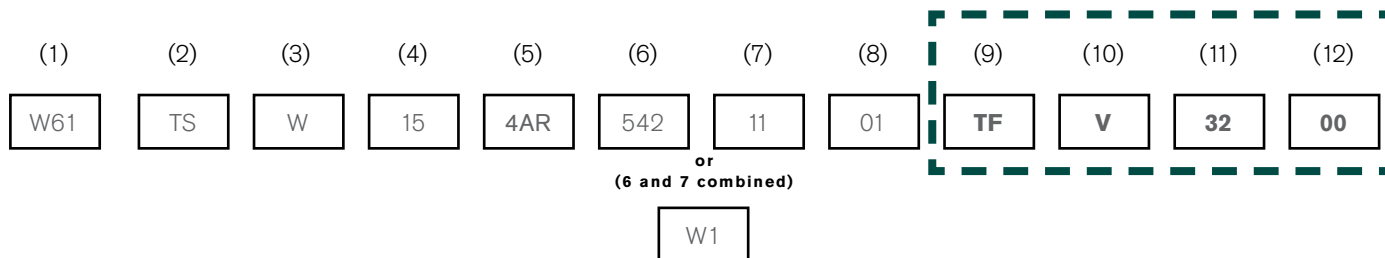 (1) (2) (3) (4) (5) (6) (7) (8) (9) (10) (11) (12)
W61 TS W 15 4AR 542 11 01 TF V 32 00
or
(6 and 7 combined)
W1